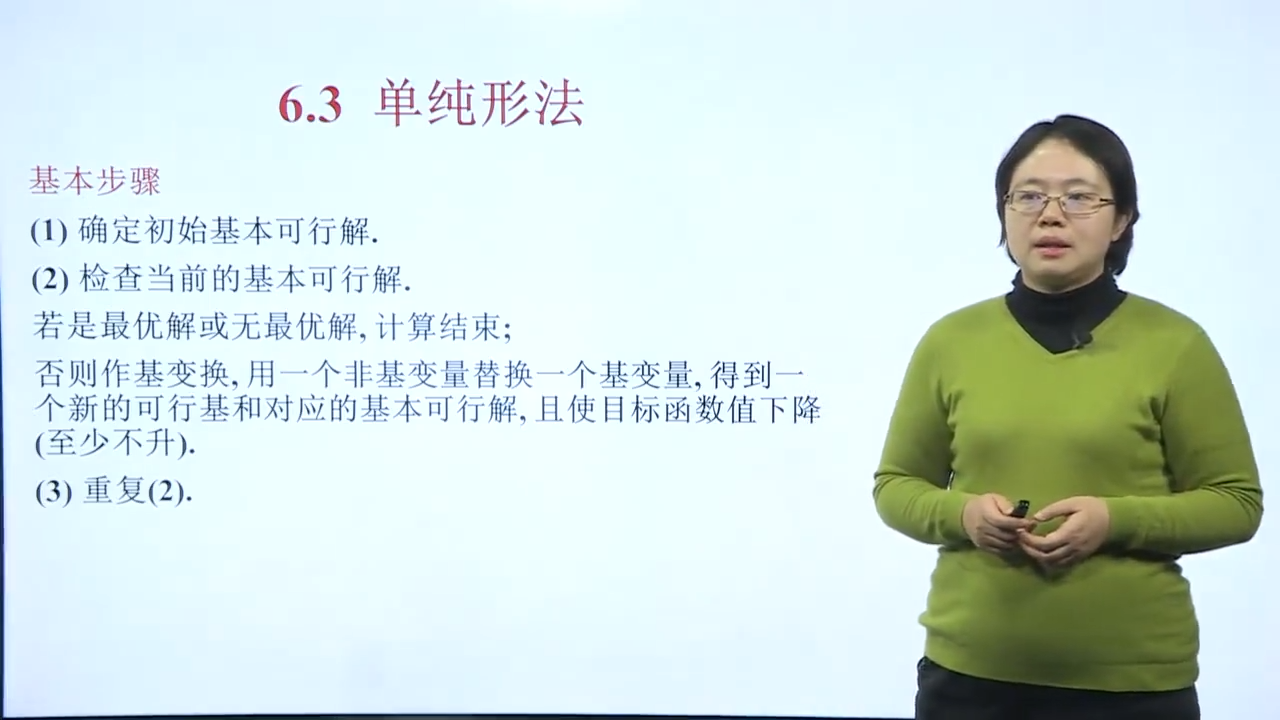 6.3 单纯形法
基本步骤
(1) 确定初始基本可行解.
(2) 检查当前的基本可行解.
若是最优解或无最优解, 计算结束;
否则作基变换, 用一个非基变量替换一个基变量, 得到一
个新的可行基和对应的基本可行解, 且使目标函数值下降
(至少不升).
(3) 重复(2).